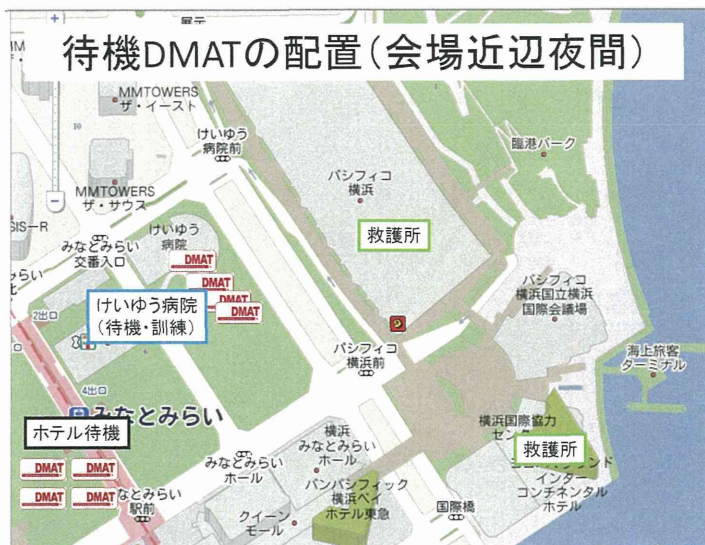 待機DMATの配置(会場近辺夜間)
展示
MMTOWERS
ザ・イースト
けいゆう
病院前
臨港パーク
パシフィコ
横浜
MMTOWERS
ザ・サウス
SIS-R
みなとみらい
交番入口
けいゆう
病院
救護所
DMAT
DMAT
DMAT
DMAT
パシフィコ
横浜国立横浜
国際会議場
けいゆう病院
(待機・訓練)
2出口
パシフィコ
横浜前
海上旅客
ターミナル
4出口
みなとみらい
ホテル待機
横浜国際協力
セン
救護所
横浜
みなとみらい
ホール
みなとみらい
ホール
DMAT DMAT
DMAT DMAT
なとみらい
駅前
パンパシフィック
横浜ベイ
ホテル東急
クイーン
モール
国際橋
インター
コンチネンタル
ホテル